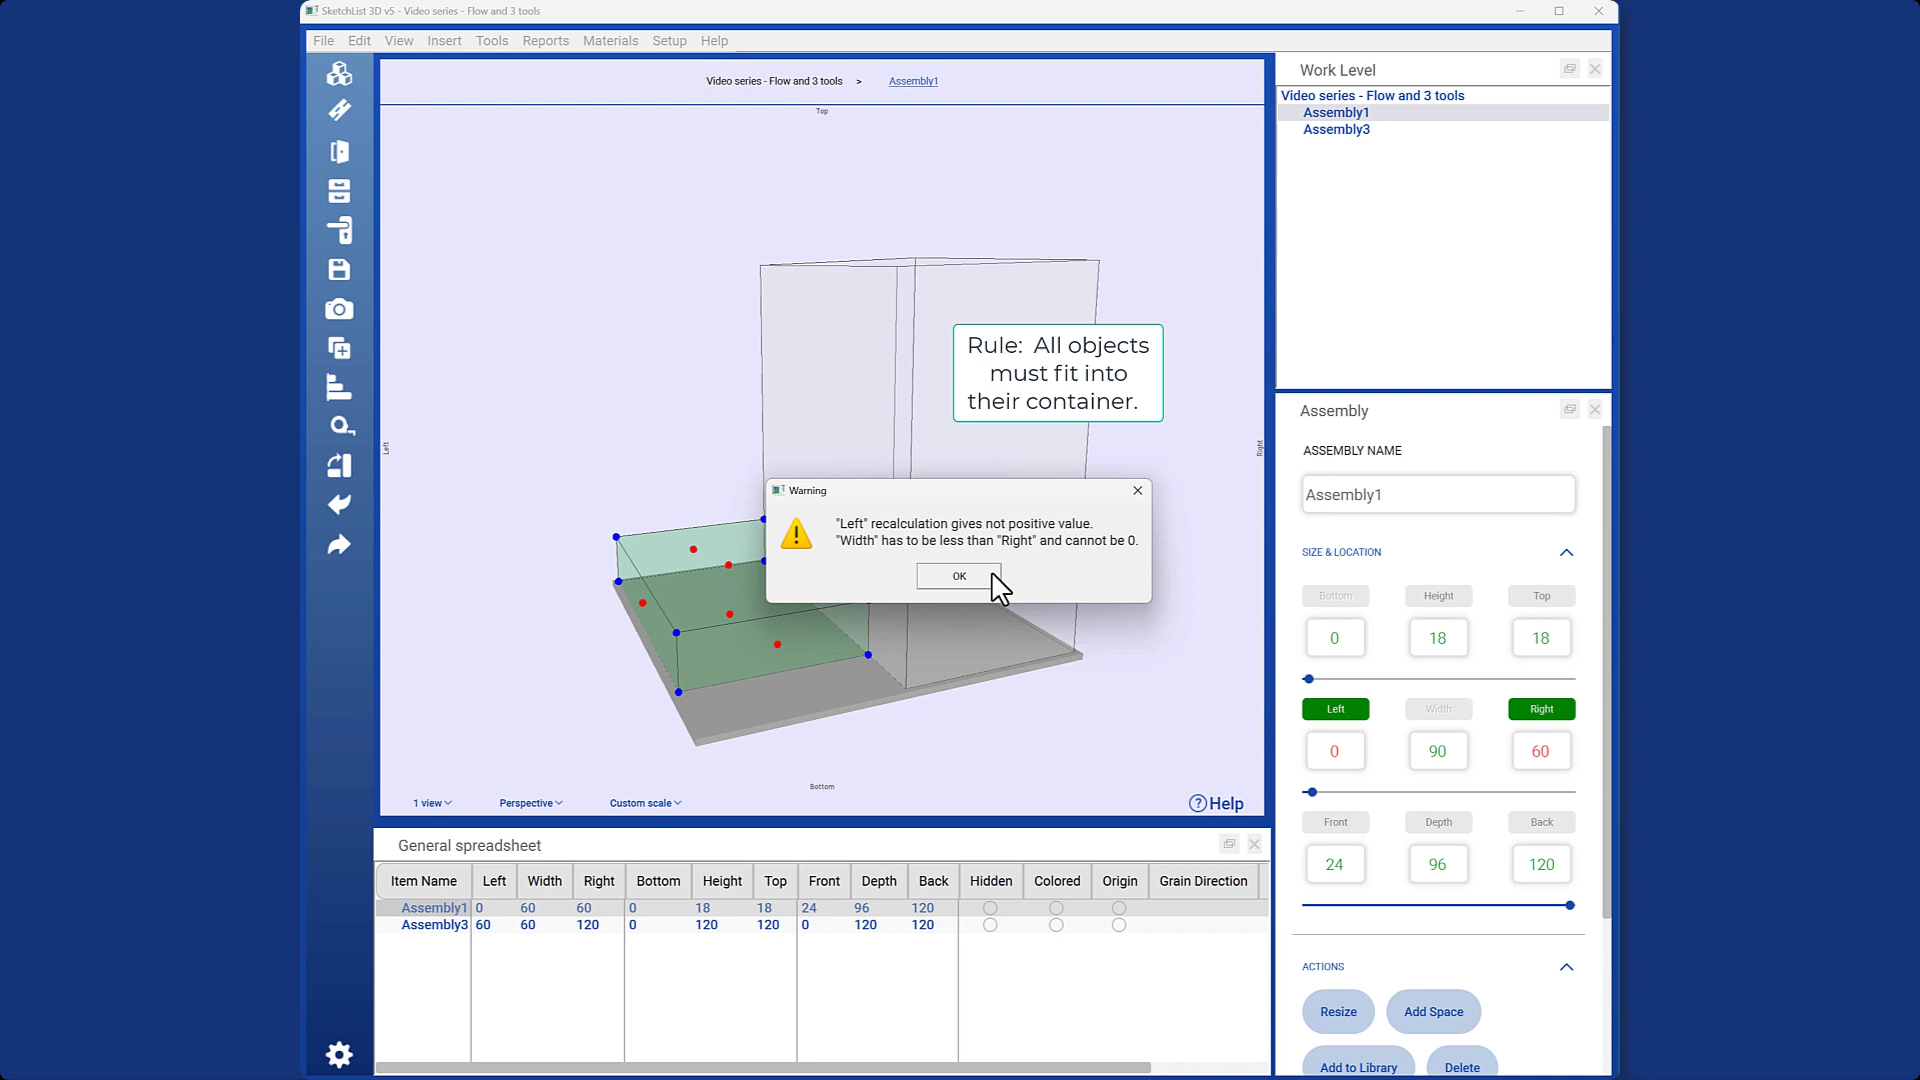 SketchList 3D v5 - Video series - Flow and 3 tools
File Edit View Insert Tools Reports Materials Setup Help
Video series - Flow and 3 tools > Assembly1
Top
Left
Right
Rule: All objects
must fit into
their container.
Warning
"Left" recalculation gives not positive value.
"Width" has to be less than "Right" and cannot be 0.
OK
Bottom
1 view Perspective Custom scale ? Help
Work Level
Video series - Flow and 3 tools
Assembly1
Assembly3
Assembly
ASSEMBLY NAME
Assembly1
SIZE & LOCATION
Bottom Height Top
0 18 18
Left Width Right
0 90 60
Front Depth Back
24 96 120
ACTIONS
Resize Add Space
Add to Library Delete
General spreadsheet
Item Name Left Width Right Bottom Height Top Front Depth Back Hidden Colored Origin Grain Direction
Assembly1 0 60 60 0 18 18 24 96 120
Assembly3 60 60 120 0 120 120 0 120 120